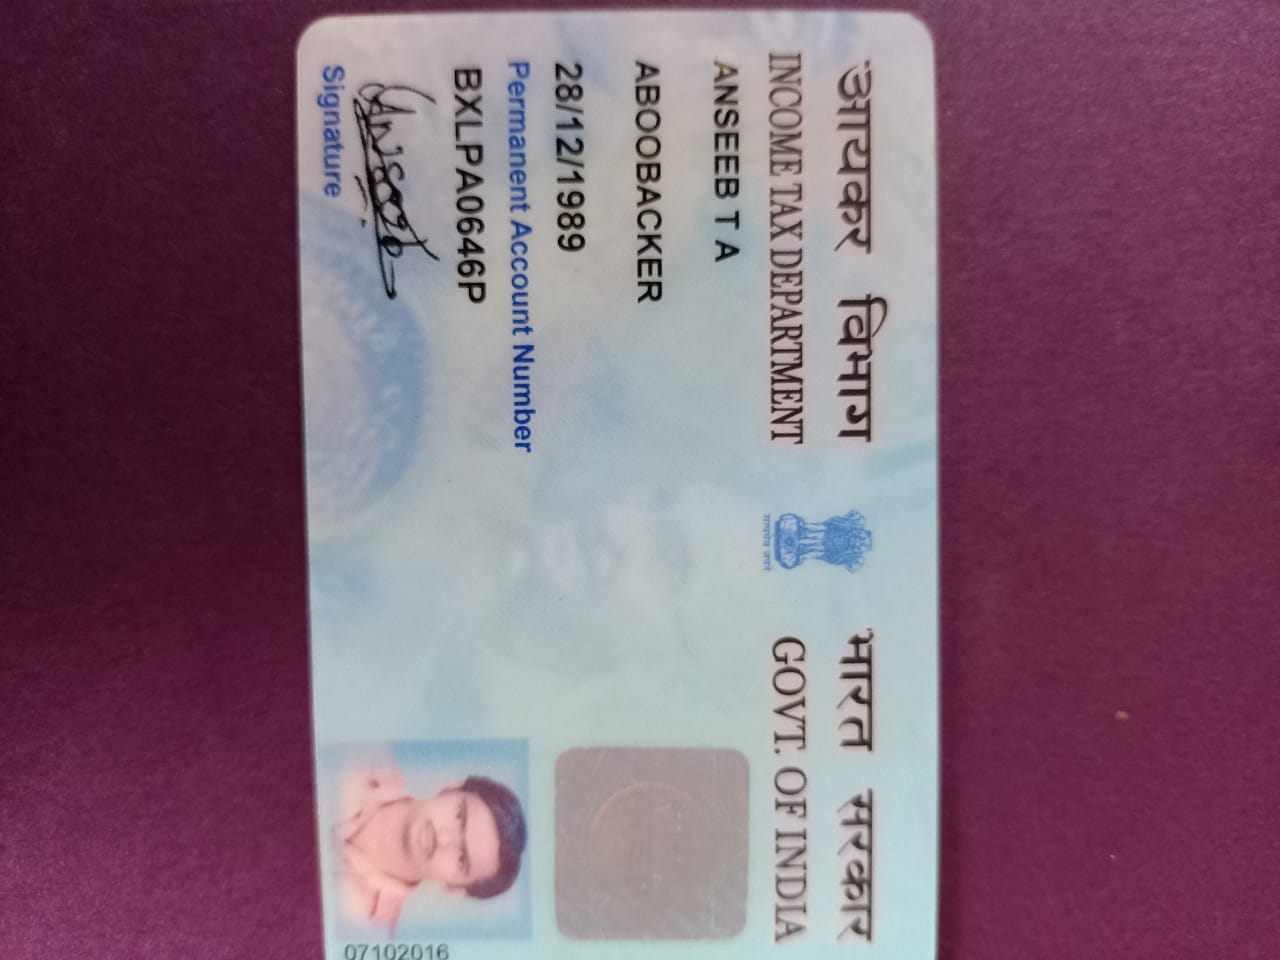 आयकर विभाग
INCOME TAX DEPARTMENT
भारत सरकार
GOVT. OF INDIA
सत्यमेव जयते
ANSEEB T A
ABOOBACKER
28/12/1989
Permanent Account Number
BXLPA0646P
Signature
07102016